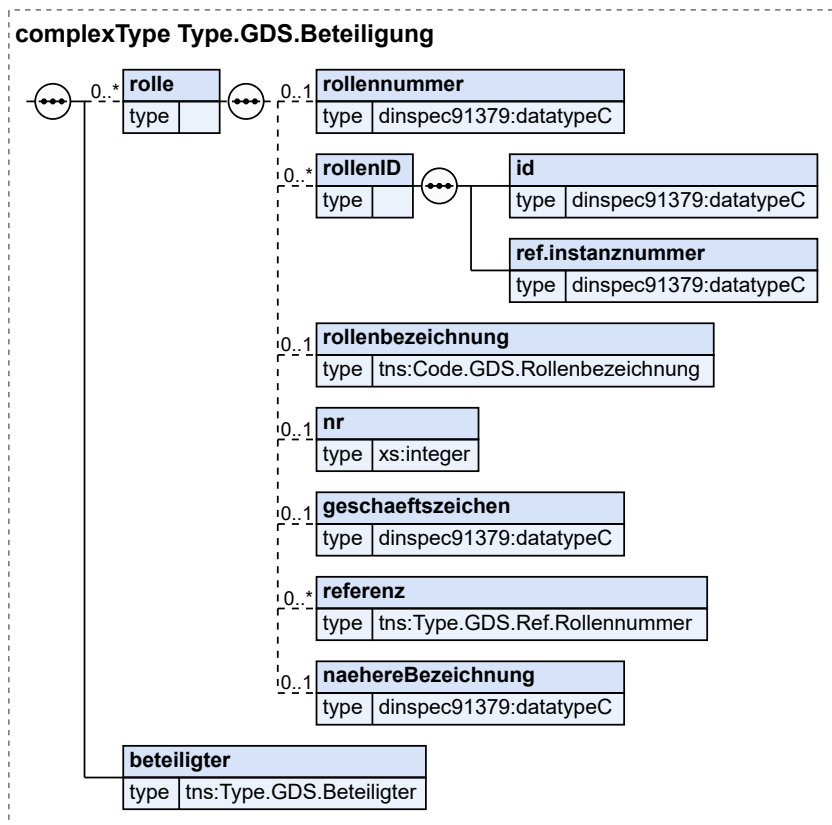 complexType Type.GDS.Beteiligung
0..* rolle
type
0..1 rollennummer
type dinspec91379:datatypeC
0..* rollenID
type
id
type dinspec91379:datatypeC
ref.instanznummer
type dinspec91379:datatypeC
0..1 rollenbezeichnung
type tns:Code.GDS.Rollenbezeichnung
0..1 nr
type xs:integer
0..1 geschaeftszeichen
type dinspec91379:datatypeC
0..* referenz
type tns:Type.GDS.Ref.Rollennummer
0..1 naehereBezeichnung
type dinspec91379:datatypeC
beteiligter
type tns:Type.GDS.Beteiligter